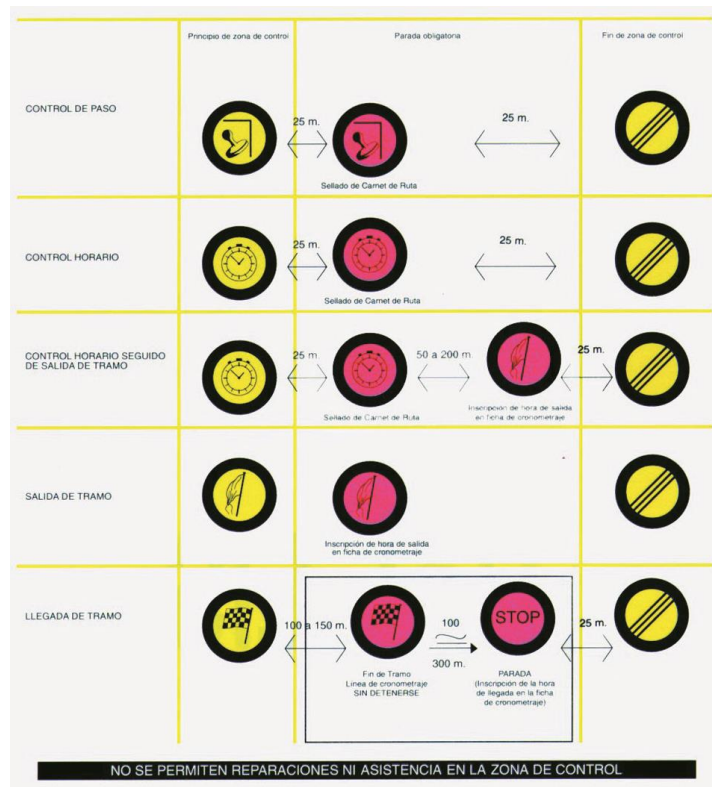 Principio de zona de control
Parada obligatoria
Fin de zona de control
CONTROL DE PASO
25 m.
25 m.
Sellado de Carnet de Ruta
CONTROL HORARIO
25 m.
25 m.
Sellado de Carnet de Ruta
CONTROL HORARIO SEGUIDO
DE SALIDA DE TRAMO
25 m.
50 a 200 m.
25 m.
Sellado de Carnet de Ruta
Inscripción de hora de salida
en ficha de cronometraje
SALIDA DE TRAMO
Inscripción de hora de salida
en ficha de cronometraje
LLEGADA DE TRAMO
100 a 150 m.
100
300 m.
STOP
25 m.
Fin de Tramo
Linea de cronometraje
SIN DETENERSE
PARADA
(Inscripción de la hora
de llegada en la ficha
de cronometraje)
NO SE PERMITEN REPARACIONES NI ASISTENCIA EN LA ZONA DE CONTROL